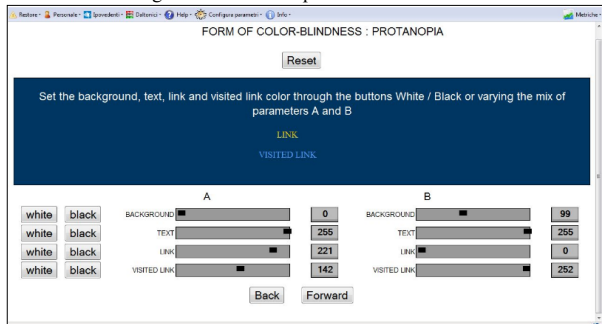 Restore Personale Ipovedenti Daltonici Help Configura parametri Info Metriche
FORM OF COLOR-BLINDNESS : PROTANOPIA
Reset
Set the background, text, link and visited link color through the buttons White / Black or varying the mix of
parameters A and B
LINK
VISITED LINK
A B
white black BACKGROUND 0 BACKGROUND 99
white black TEXT 255 TEXT 255
white black LINK 221 LINK 0
white black VISITED LINK 142 VISITED LINK 252
Back Forward